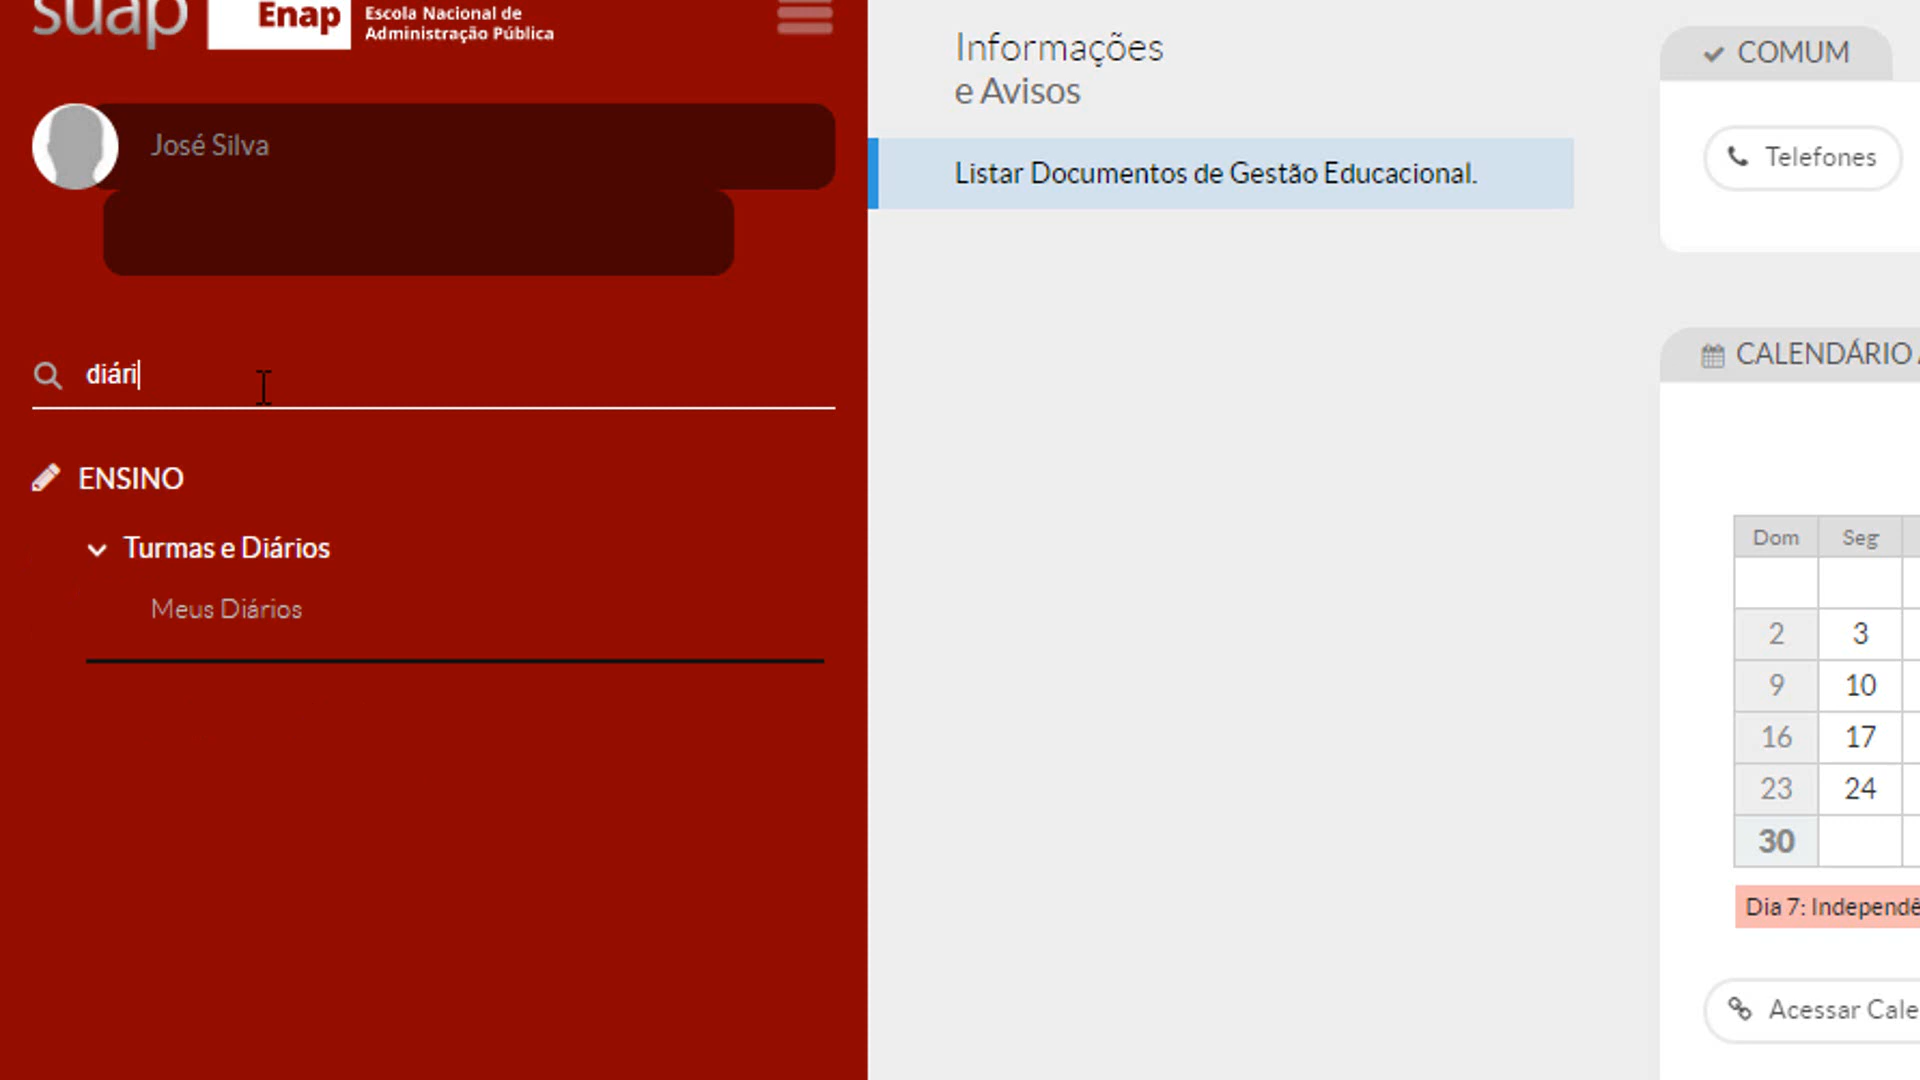 suap
Enap
Escola Nacional de
Administração Pública
José Silva
diári
ENSINO
Turmas e Diários
Meus Diários
Informações
e Avisos
Listar Documentos de Gestão Educacional.
COMUM
Telefones
CALENDÁRIO A
Dom Seg
2 3
9 10
16 17
23 24
30
Dia 7: Independê
Acessar Cale